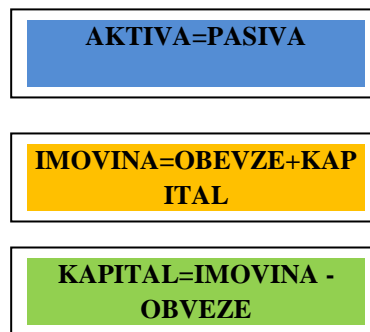 AKTIVA=PASIVA
IMOVINA=OBEVZE+KAP
ITAL
KAPITAL=IMOVINA -
OBVEZE